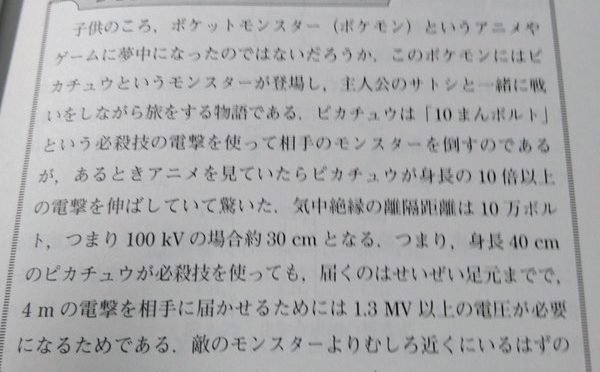 子供のころ，ポケットモンスター（ポケモン）というアニメや
ゲームに夢中になったのではないだろうか．このポケモンにはピ
カチュウというモンスターが登場し，主人公のサトシと一緒に戦
いをしながら旅をする物語である．ピカチュウは「10まんボルト」
という必殺技の電撃を使って相手のモンスターを倒すのである
が，あるときアニメを見ていたらピカチュウが身長の10倍以上
の電撃を伸ばしていて驚いた．気中絶縁の離隔距離は10万ボル
ト，つまり100 kVの場合約30 cmとなる．つまり，身長40 cm
のピカチュウが必殺技を使っても，届くのはせいぜい足元までで，
4 mの電撃を相手に届かせるためには1.3 MV以上の電圧が必要
になるためである．敵のモンスターよりむしろ近くにいるはずの